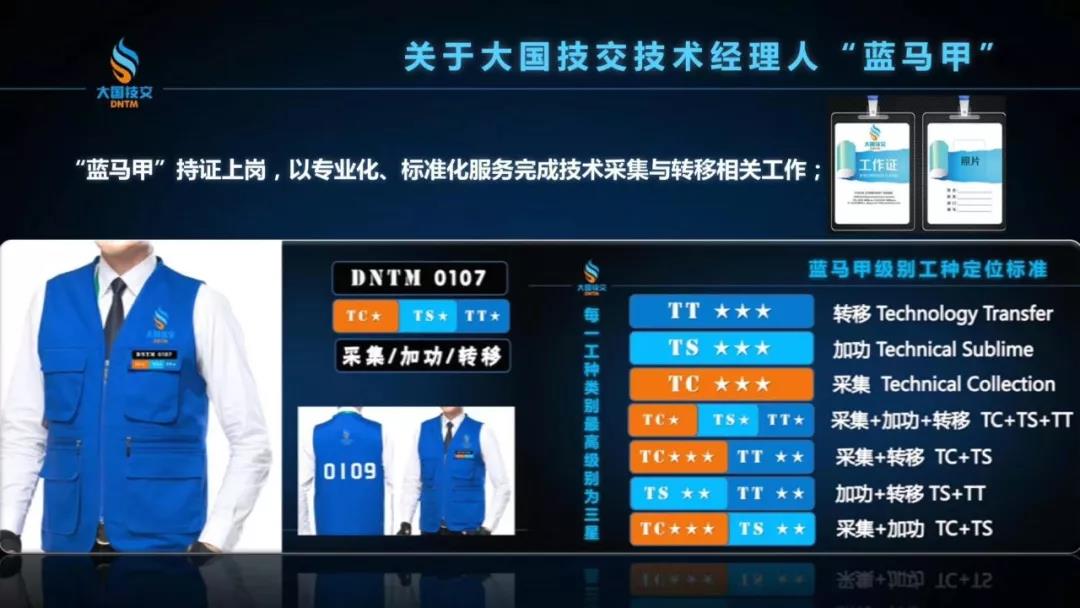 大国技交
DNTM
关于大国技交技术经理人“蓝马甲”
“蓝马甲”持证上岗，以专业化、标准化服务完成技术采集与转移相关工作；
大国技交
工作证
照片
DNTM 0107
TC★ TS★ TT★
采集/加功/转移
0109
大国技交
DNTM
DNTM 0107
大国技交
蓝马甲级别工种定位标准
每一工种类别最高级别为三星
TT ★★★ 转移 Technology Transfer
TS ★★★ 加功 Technical Sublime
TC ★★★ 采集 Technical Collection
TC★ TS★ TT★ 采集+加功+转移 TC+TS+TT
TC★★★ TT ★★ 采集+转移 TC+TS
TS ★★ TT ★★ 加功+转移 TS+TT
TC★★★ TS ★★ 采集+加功 TC+TS